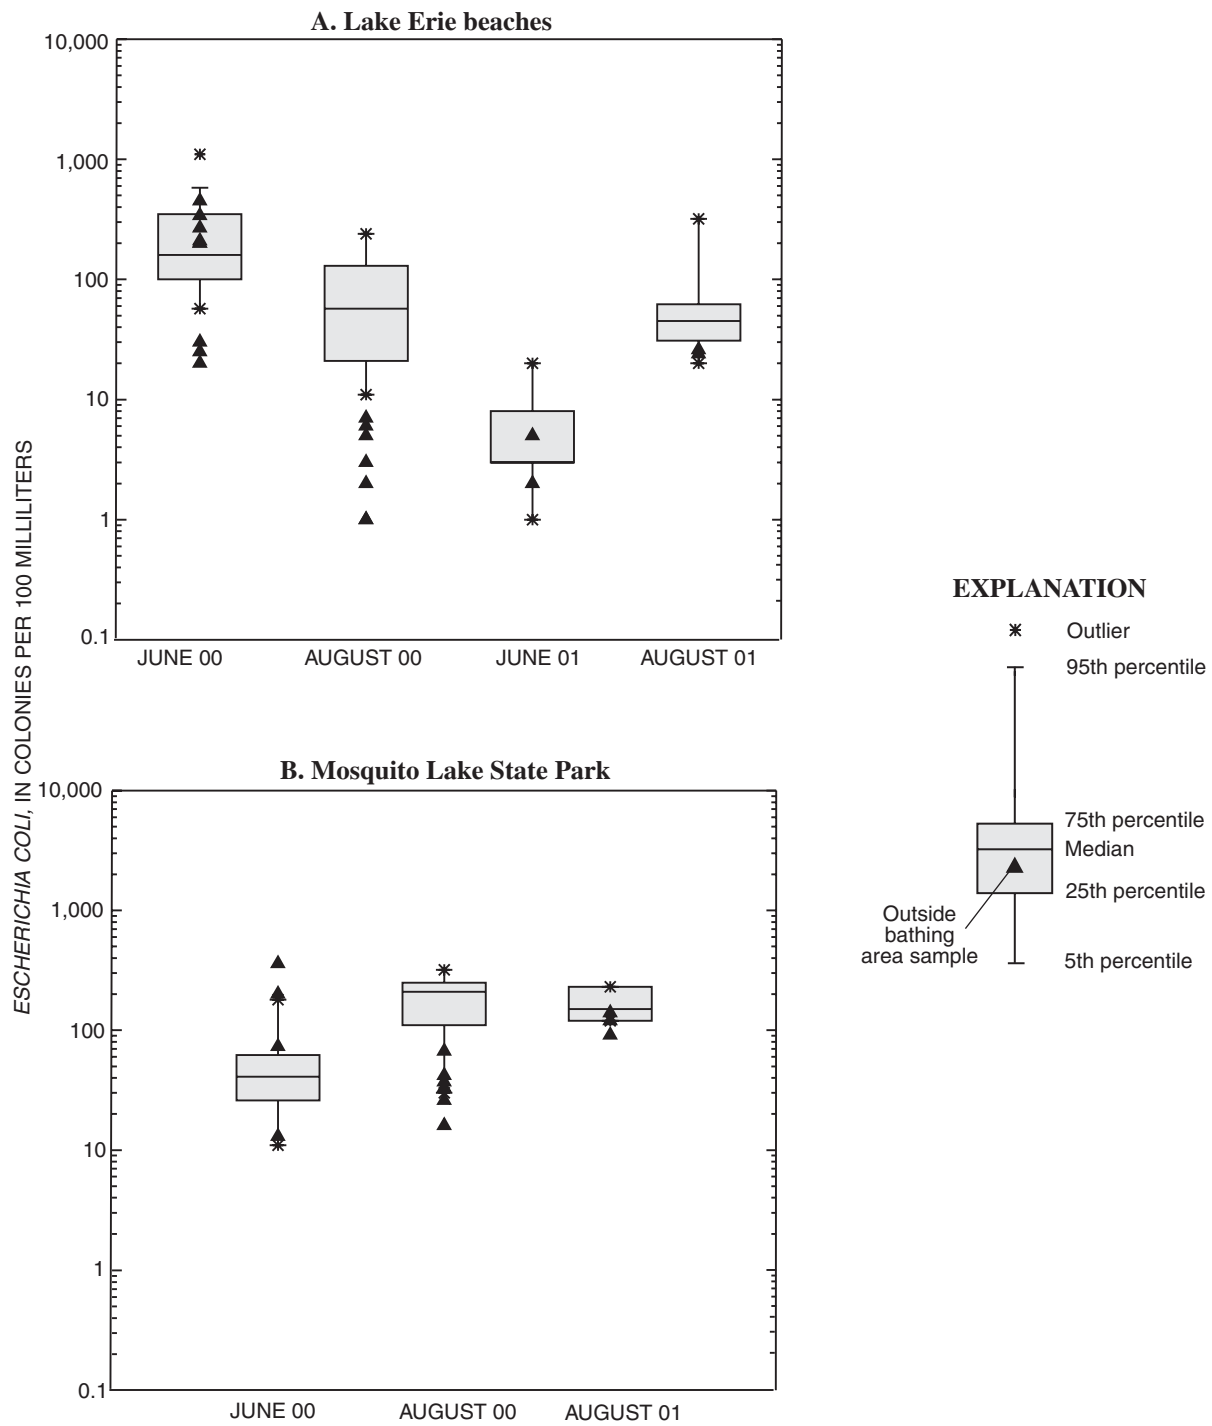 A. Lake Erie beaches
10,000
1,000
100
10
1
0.1
JUNE 00 AUGUST 00 JUNE 01 AUGUST 01
ESCHERICHIA COLI, IN COLONIES PER 100 MILLILITERS
B. Mosquito Lake State Park
10,000
1,000
100
10
1
0.1
JUNE 00 AUGUST 00 AUGUST 01
EXPLANATION
Outlier
95th percentile
75th percentile
Median
25th percentile
Outside
bathing
area sample
5th percentile